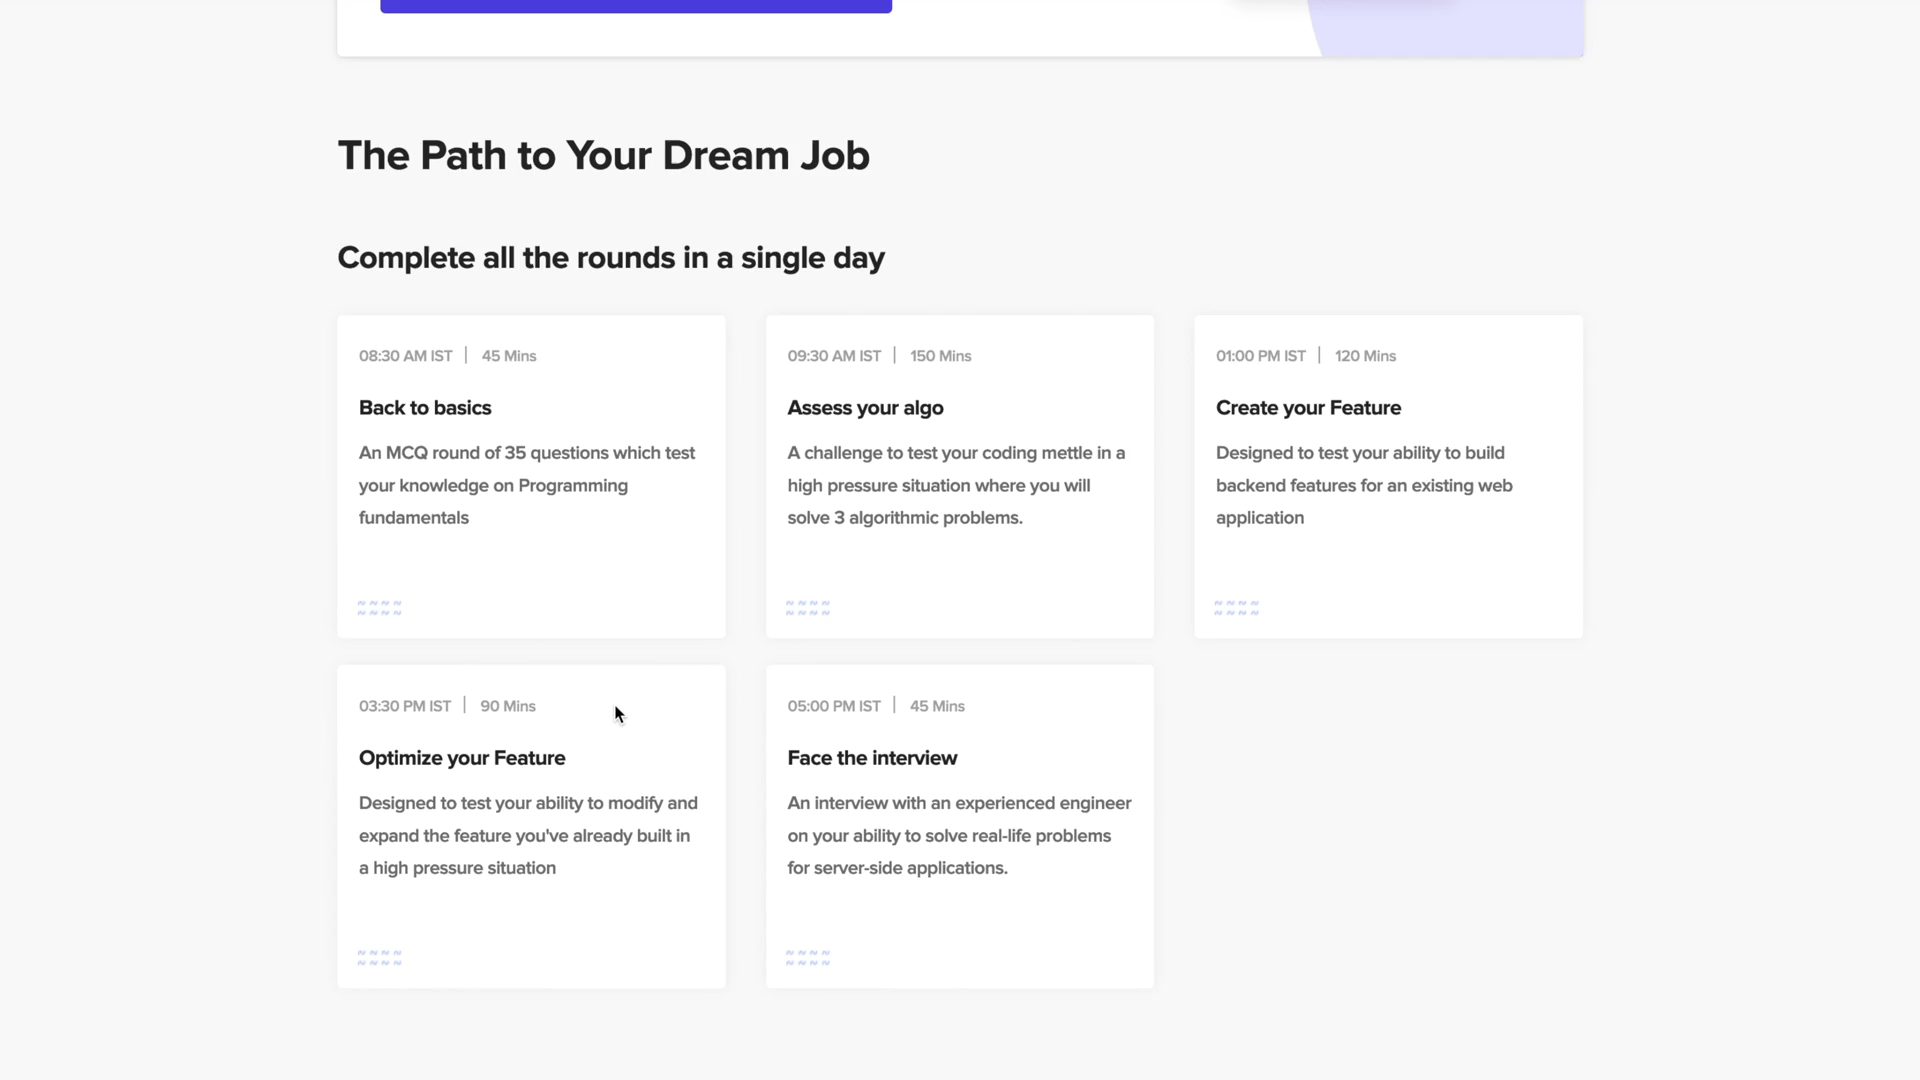 The Path to Your Dream Job
Complete all the rounds in a single day
08:30 AM IST | 45 Mins
Back to basics
An MCQ round of 35 questions which test
your knowledge on Programming
fundamentals
09:30 AM IST | 150 Mins
Assess your algo
A challenge to test your coding mettle in a
high pressure situation where you will
solve 3 algorithmic problems.
01:00 PM IST | 120 Mins
Create your Feature
Designed to test your ability to build
backend features for an existing web
application
03:30 PM IST | 90 Mins
Optimize your Feature
Designed to test your ability to modify and
expand the feature you've already built in
a high pressure situation
05:00 PM IST | 45 Mins
Face the interview
An interview with an experienced engineer
on your ability to solve real-life problems
for server-side applications.